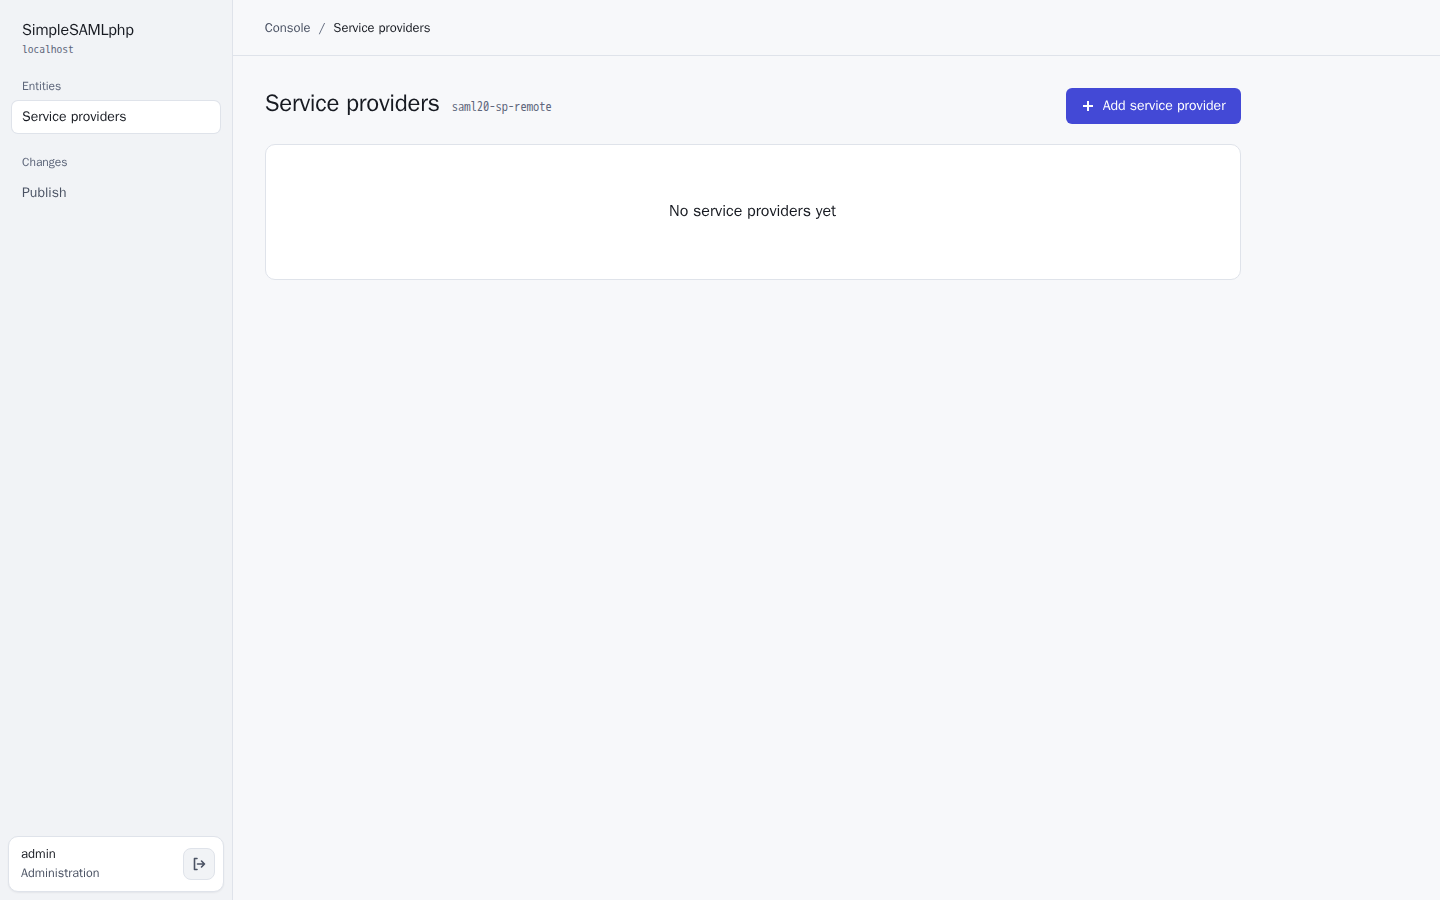 SimpleSAMLphp
localhost
Entities
Service providers
Changes
Publish
admin
Administration
Console / Service providers
Service providers saml20-sp-remote
Add service provider
No service providers yet